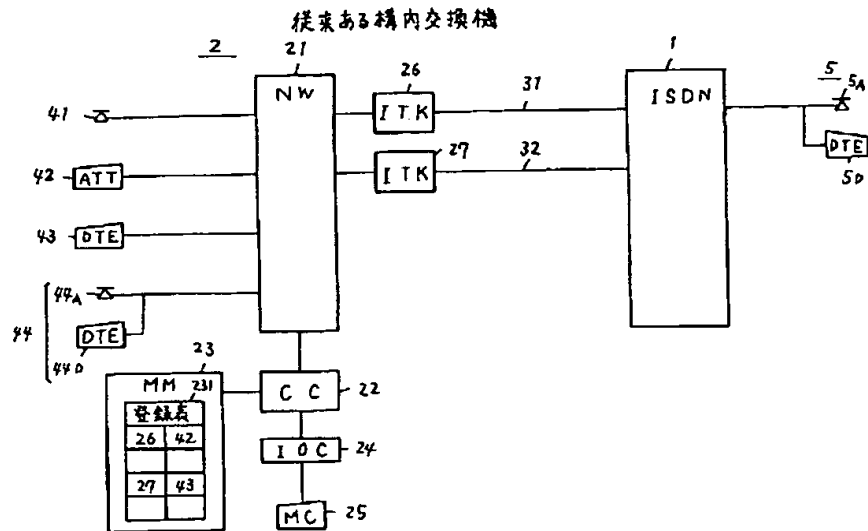 従来ある構内交換機
2
21
NW
26
ITK
31
1
ISDN
5
5A
41
42
ATT
27
ITK
32
DTE
5D
43
DTE
44
44A
DTE
44D
23
MM
231
登録表
26 42
27 43
CC
22
IOC
24
MC
25